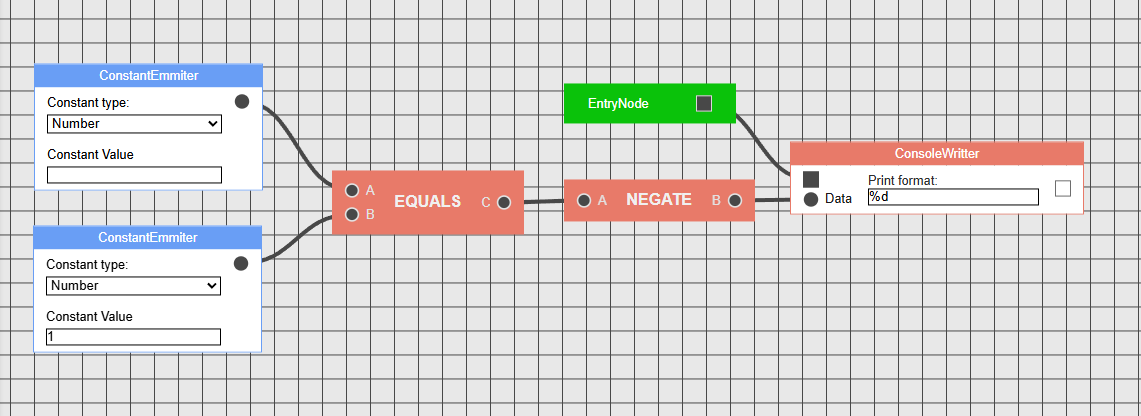 ConstantEmmiter
Constant type:
Number
Constant Value
EntryNode
ConsoleWritter
Print format:
%d
Data
A
B
EQUALS
C
A
NEGATE
B
ConstantEmmiter
Constant type:
Number
Constant Value
1